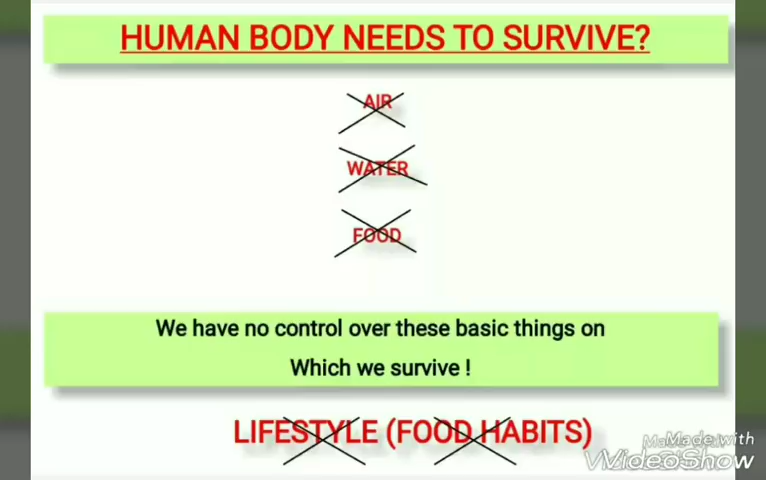 HUMAN BODY NEEDS TO SURVIVE?
AIR
WATER
FOOD
We have no control over these basic things on
Which we survive !
LIFESTYLE (FOOD HABITS)
Made with
VideoShow